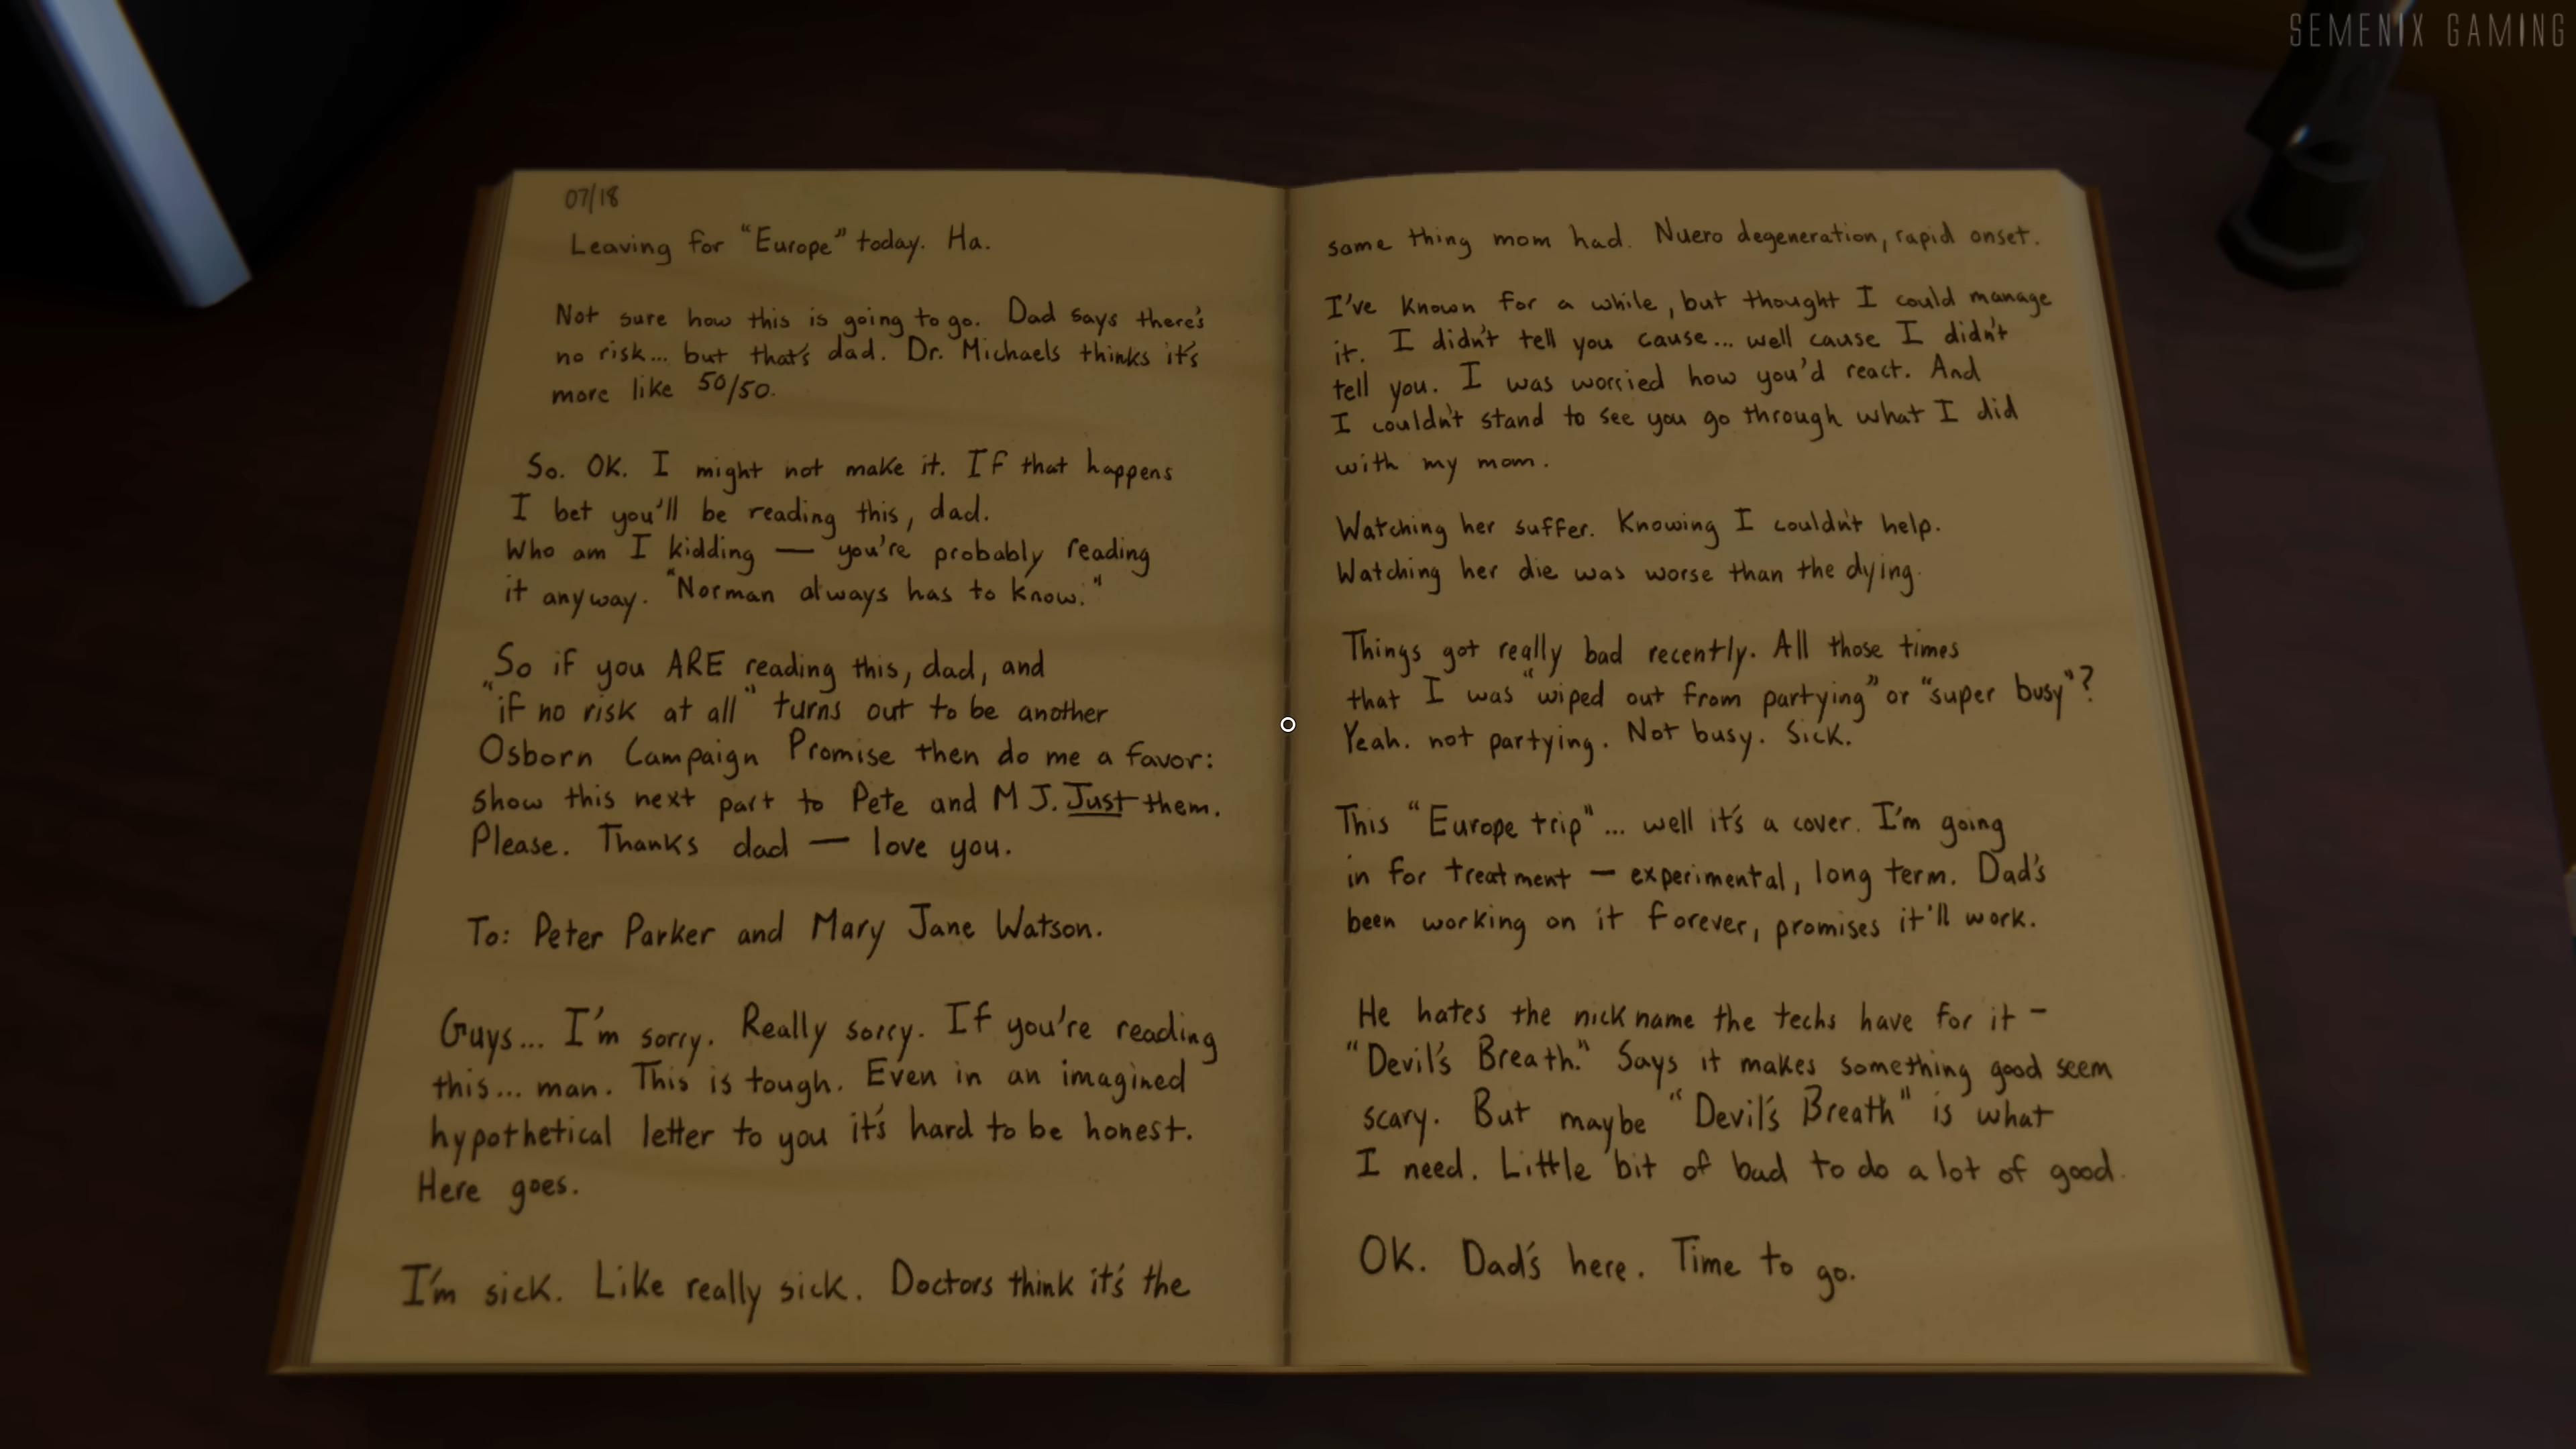 SEMENIX GAMING
07/18
Leaving for "Europe" today. Ha.
Not sure how this is going to go. Dad says there's
no risk... but that's dad. Dr. Michaels thinks it's
more like 50/50.
So. OK. I might not make it. If that happens
I bet you'll be reading this, dad.
Who am I kidding — you're probably reading
it anyway. "Norman always has to know."
So if you ARE reading this, dad, and
"if no risk at all" turns out to be another
Osborn Campaign Promise then do me a favor:
show this next part to Pete and MJ. Just them.
Please. Thanks dad — love you.
To: Peter Parker and Mary Jane Watson.
Guys... I'm sorry. Really sorry. If you're reading
this... man. This is tough. Even in an imagined
hypothetical letter to you it's hard to be honest.
Here goes.
I'm sick. Like really sick. Doctors think it's the
same thing mom had. Nuero degeneration, rapid onset.
I've known for a while, but thought I could manage
it. I didn't tell you cause... well cause I didn't
tell you. I was worried how you'd react. And
I couldn't stand to see you go through what I did
with my mom.
Watching her suffer. Knowing I couldn't help.
Watching her die was worse than the dying.
Things got really bad recently. All those times
that I was "wiped out from partying" or "super busy"?
Yeah. not partying. Not busy. Sick.
This "Europe trip"... well it's a cover. I'm going
in for treatment — experimental, long term. Dad's
been working on it forever, promises it'll work.
He hates the nickname the techs have for it -
"Devil's Breath." Says it makes something good seem
scary. But maybe "Devil's Breath" is what
I need. Little bit of bad to do a lot of good.
OK. Dad's here. Time to go.